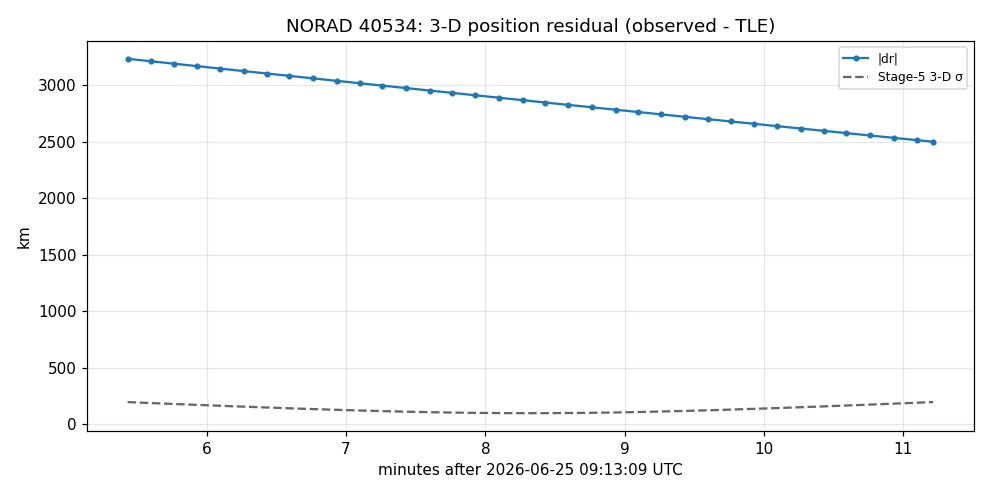 NORAD 40534: 3-D position residual (observed - TLE)
|dr|
Stage-5 3-D σ
3000
2500
2000
1500
1000
500
0
km
6 7 8 9 10 11
minutes after 2026-06-25 09:13:09 UTC